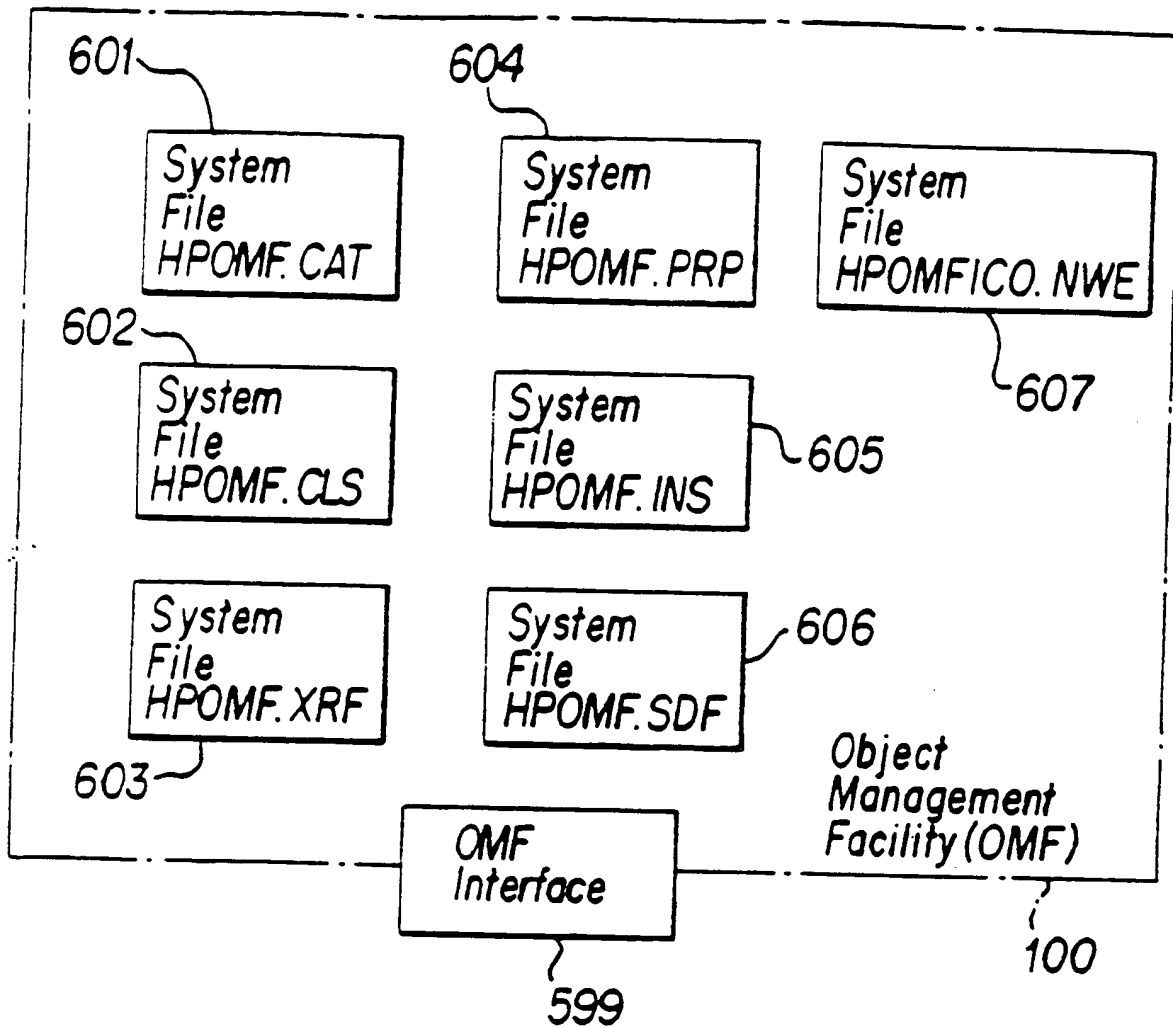 601
System
File
HPOMF.CAT
604
System
File
HPOMF.PRP
System
File
HPOMFICO.NWE
607
602
System
File
HPOMF.CLS
System
File
HPOMF.INS
605
System
File
HPOMF.XRF
603
System
File
HPOMF.SDF
606
Object
Management
Facility (OMF)
100
OMF
Interface
599